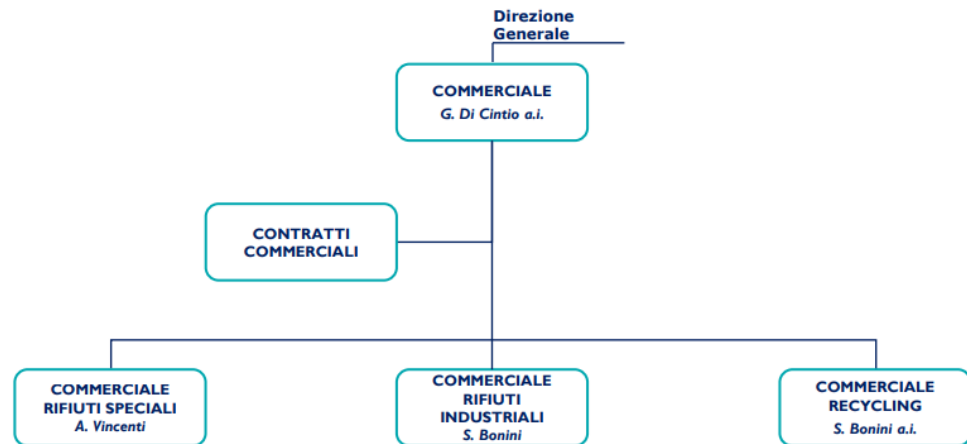 Direzione
Generale
COMMERCIALE
G. Di Cintio a.i.
CONTRATTI
COMMERCIALI
COMMERCIALE
RIFIUTI SPECIALI
A. Vincenti
COMMERCIALE
RIFIUTI
INDUSTRIALI
S. Bonini
COMMERCIALE
RECYCLING
S. Bonini a.i.